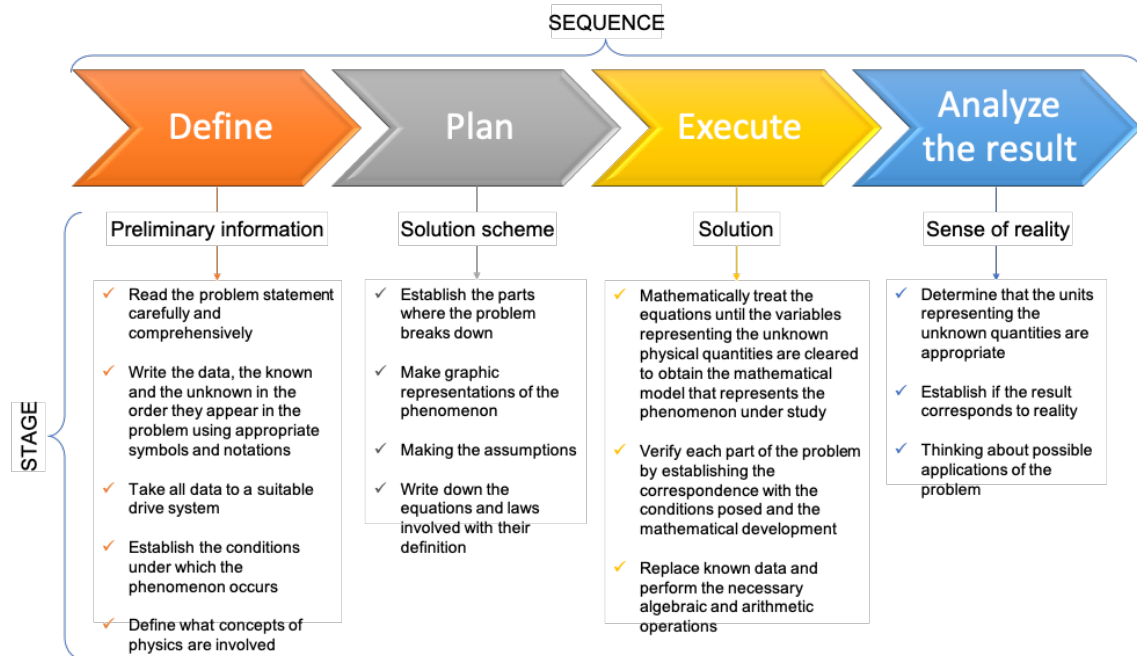 SEQUENCE
Define
Plan
Execute
Analyze
the result
STAGE
Preliminary information
Solution scheme
Solution
Sense of reality
✓ Read the problem statement
carefully and
comprehensively
✓ Write the data, the known
and the unknown in the
order they appear in the
problem using appropriate
symbols and notations
✓ Take all data to a suitable
drive system
✓ Establish the conditions
under which the
phenomenon occurs
✓ Define what concepts of
physics are involved
✓ Establish the parts
where the problem
breaks down
✓ Make graphic
representations of the
phenomenon
✓ Making the assumptions
✓ Write down the
equations and laws
involved with their
definition
✓ Mathematically treat the
equations until the variables
representing the unknown
physical quantities are cleared
to obtain the mathematical
model that represents the
phenomenon under study
✓ Verify each part of the problem
by establishing the
correspondence with the
conditions posed and the
mathematical development
✓ Replace known data and
perform the necessary
algebraic and arithmetic
operations
✓ Determine that the units
representing the
unknown quantities are
appropriate
✓ Establish if the result
corresponds to reality
✓ Thinking about possible
applications of the
problem